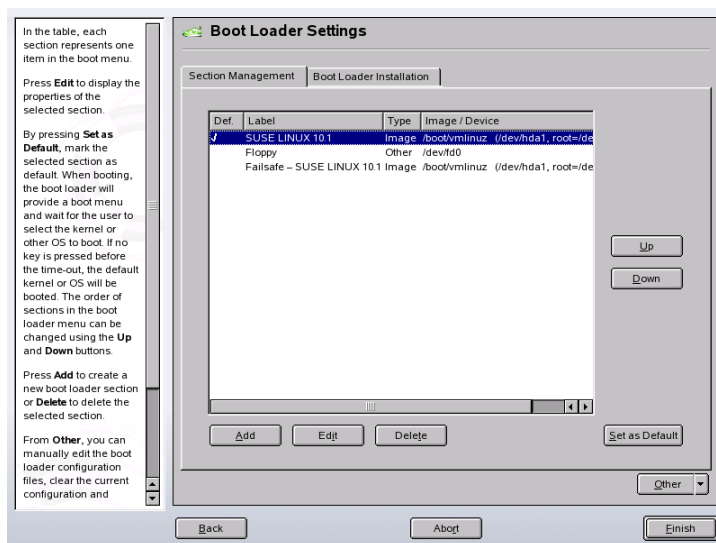 In the table, each
section represents one
item in the boot menu.
Press Edit to display the
properties of the
selected section.
By pressing Set as
Default, mark the
selected section as
default. When booting,
the boot loader will
provide a boot menu
and wait for the user to
select the kernel or
other OS to boot. If no
key is pressed before
the time-out, the default
kernel or OS will be
booted. The order of
sections in the boot
loader menu can be
changed using the Up
and Down buttons.
Press Add to create a
new boot loader section
or Delete to delete the
selected section.
From Other, you can
manually edit the boot
loader configuration
files, clear the current
configuration and
Boot Loader Settings
Section Management Boot Loader Installation
Def. Label Type Image / Device
SUSE LINUX 10.1 Image /boot/vmlinuz (/dev/hda1, root=/de
Floppy Other /dev/fd0
Failsafe – SUSE LINUX 10.1 Image /boot/vmlinuz (/dev/hda1, root=/de
Up
Down
Add Edit Delete Set as Default
Other
Back Abort Finish